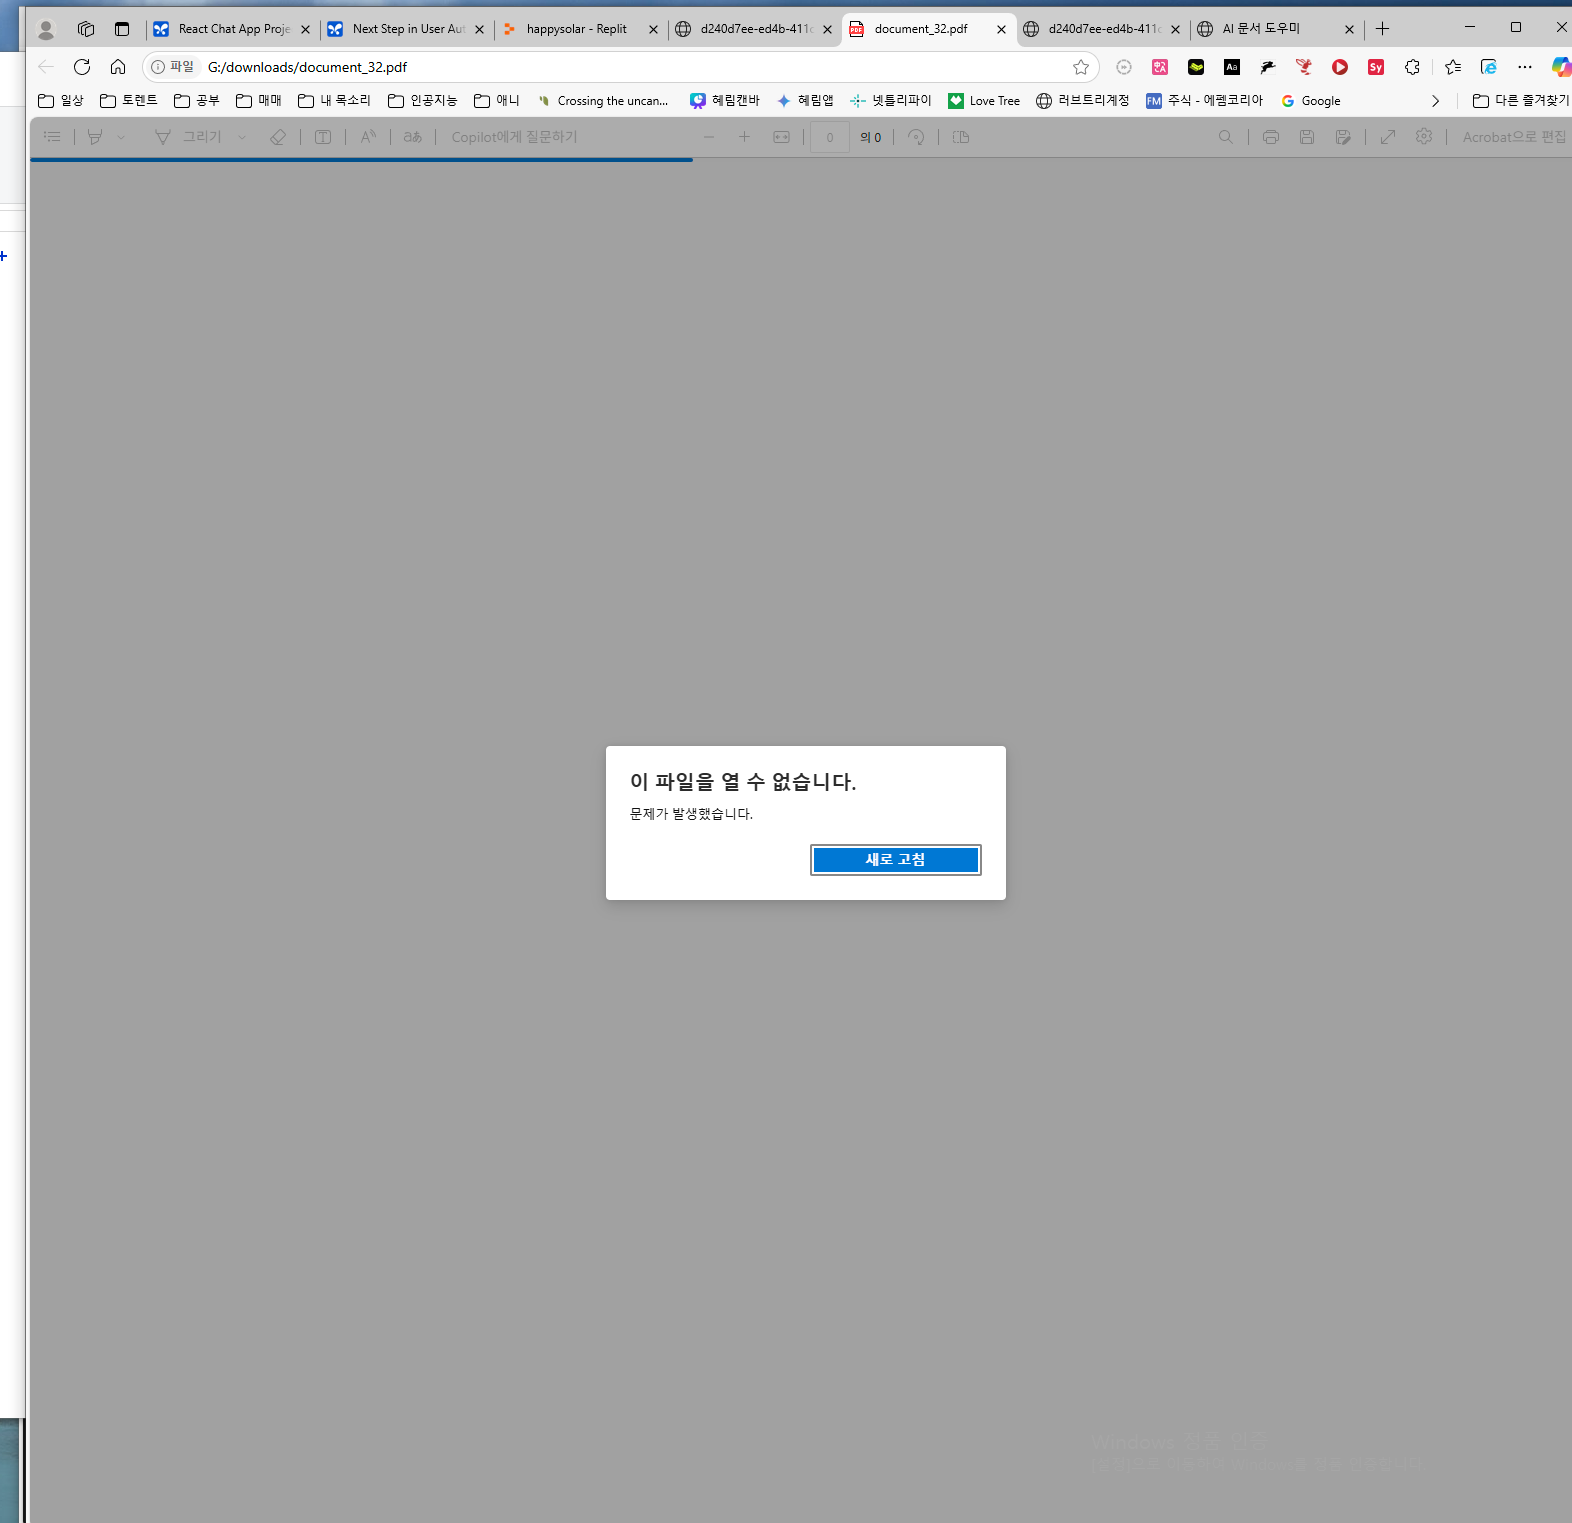 React Chat App Proje
Next Step in User Aut
happysolar - Replit
d240d7ee-ed4b-411c
document_32.pdf
d240d7ee-ed4b-411c
AI 문서 도우미
파일
G:/downloads/document_32.pdf
일상
토렌트
공부
매매
내 목소리
인공지능
애니
Crossing the uncan...
혜림캔바
혜림앱
넷틀리파이
Love Tree
러브트리계정
FM
주식 - 에펨코리아
Google
다른 즐겨찾기
그리기
Copilot에게 질문하기
0
의 0
Acrobat으로 편집
이 파일을 열 수 없습니다.
문제가 발생했습니다.
새로 고침
Windows 정품 인증